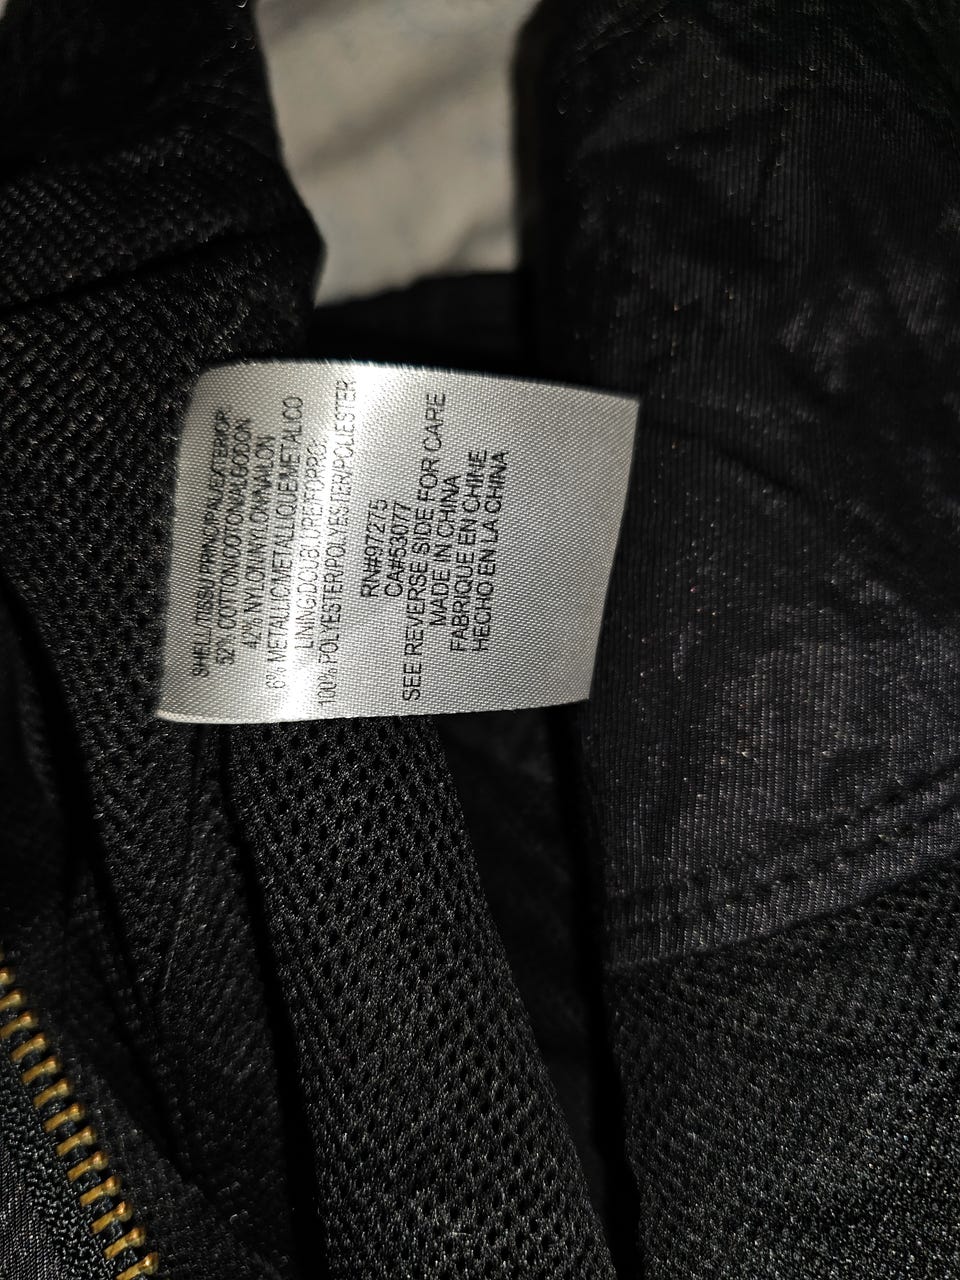 SHELL/TISSU PRINCIPAL/EXTERIOR:
52% COTTON/COTON/ALGODON
42% NYLON/NYLON/NAILON
6% METALLIC/METALLIQUE/METALICO
LINING/DOUBLURE/FORRO:
100% POLYESTER/POLYESTER/POLIESTER
RN#97275
CA#53077
SEE REVERSE SIDE FOR CARE
MADE IN CHINA
FABRIQUE EN CHINE
HECHO EN LA CHINA